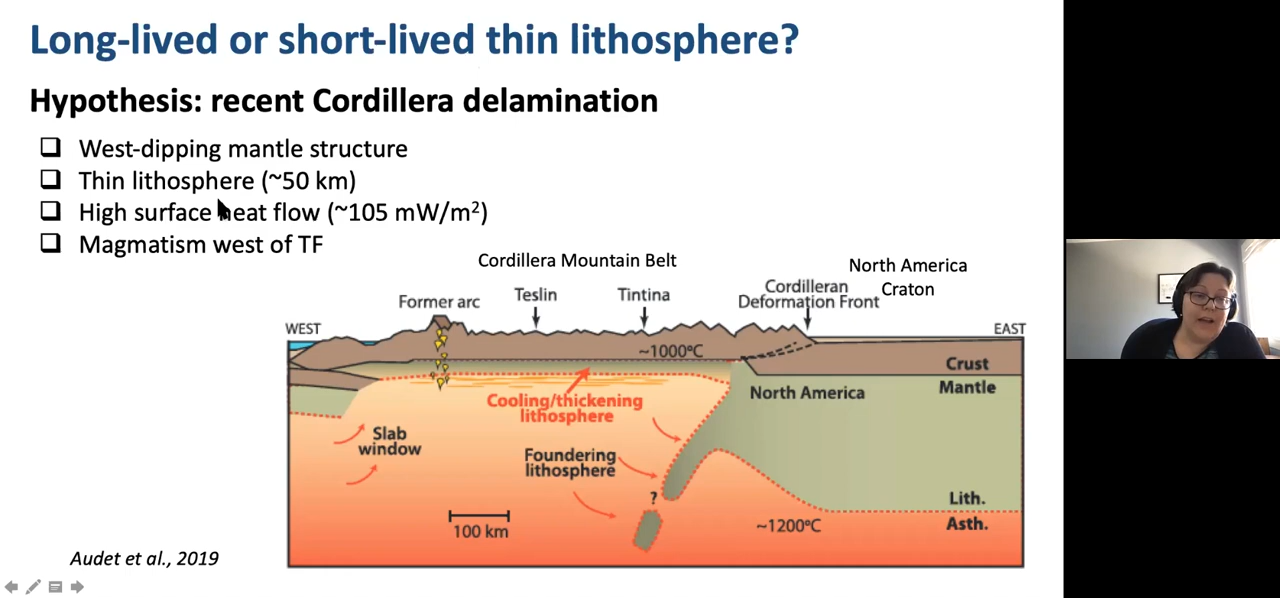 Long-lived or short-lived thin lithosphere?
Hypothesis: recent Cordillera delamination
West-dipping mantle structure
Thin lithosphere (~50 km)
High surface heat flow (~105 mW/m²)
Magmatism west of TF
Cordillera Mountain Belt
North America
Craton
Former arc
Teslin
Tintina
Cordilleran
Deformation Front
WEST
EAST
~1000ºC
Crust
Mantle
North America
Cooling/thickening
lithosphere
Slab
window
Foundering
lithosphere
?
Lith.
Asth.
~1200ºC
100 km
Audet et al., 2019